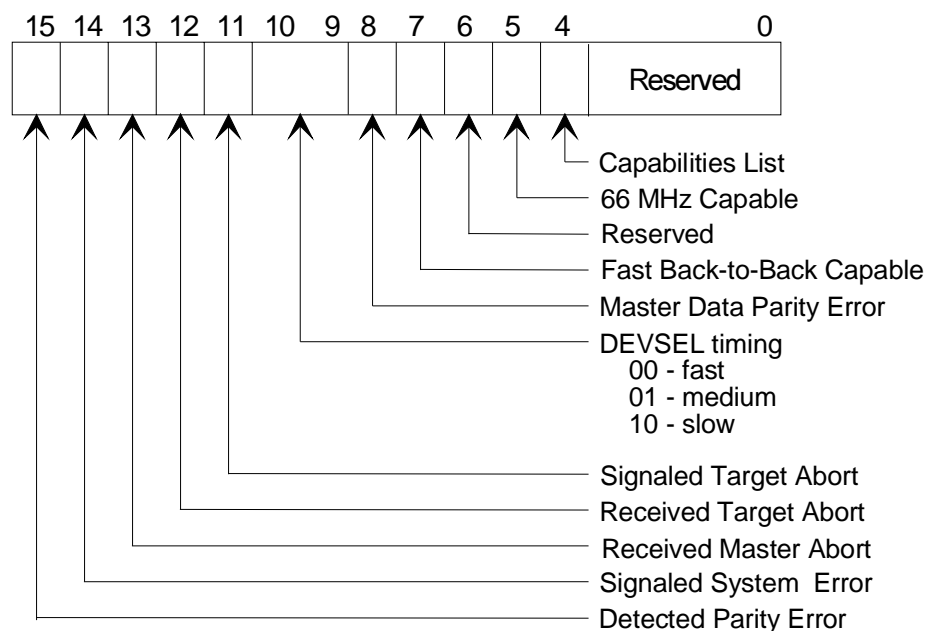 15 14 13 12 11 10 9 8 7 6 5 4 0
Reserved
Capabilities List
66 MHz Capable
Reserved
Fast Back-to-Back Capable
Master Data Parity Error
DEVSEL timing
00 - fast
01 - medium
10 - slow
Signaled Target Abort
Received Target Abort
Received Master Abort
Signaled System Error
Detected Parity Error